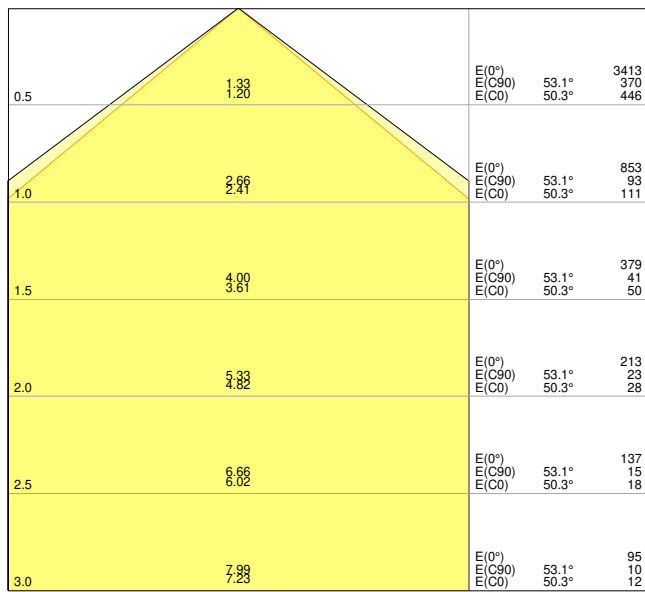 E(0°) 3413
1.33 E(C90) 53.1° 370
0.5 1.20 E(C0) 50.3° 446
E(0°) 853
2.66 E(C90) 53.1° 93
1.0 2.41 E(C0) 50.3° 111
E(0°) 379
4.00 E(C90) 53.1° 41
1.5 3.61 E(C0) 50.3° 50
E(0°) 213
5.33 E(C90) 53.1° 23
2.0 4.82 E(C0) 50.3° 28
E(0°) 137
6.66 E(C90) 53.1° 15
2.5 6.02 E(C0) 50.3° 18
E(0°) 95
7.99 E(C90) 53.1° 10
3.0 7.23 E(C0) 50.3° 12